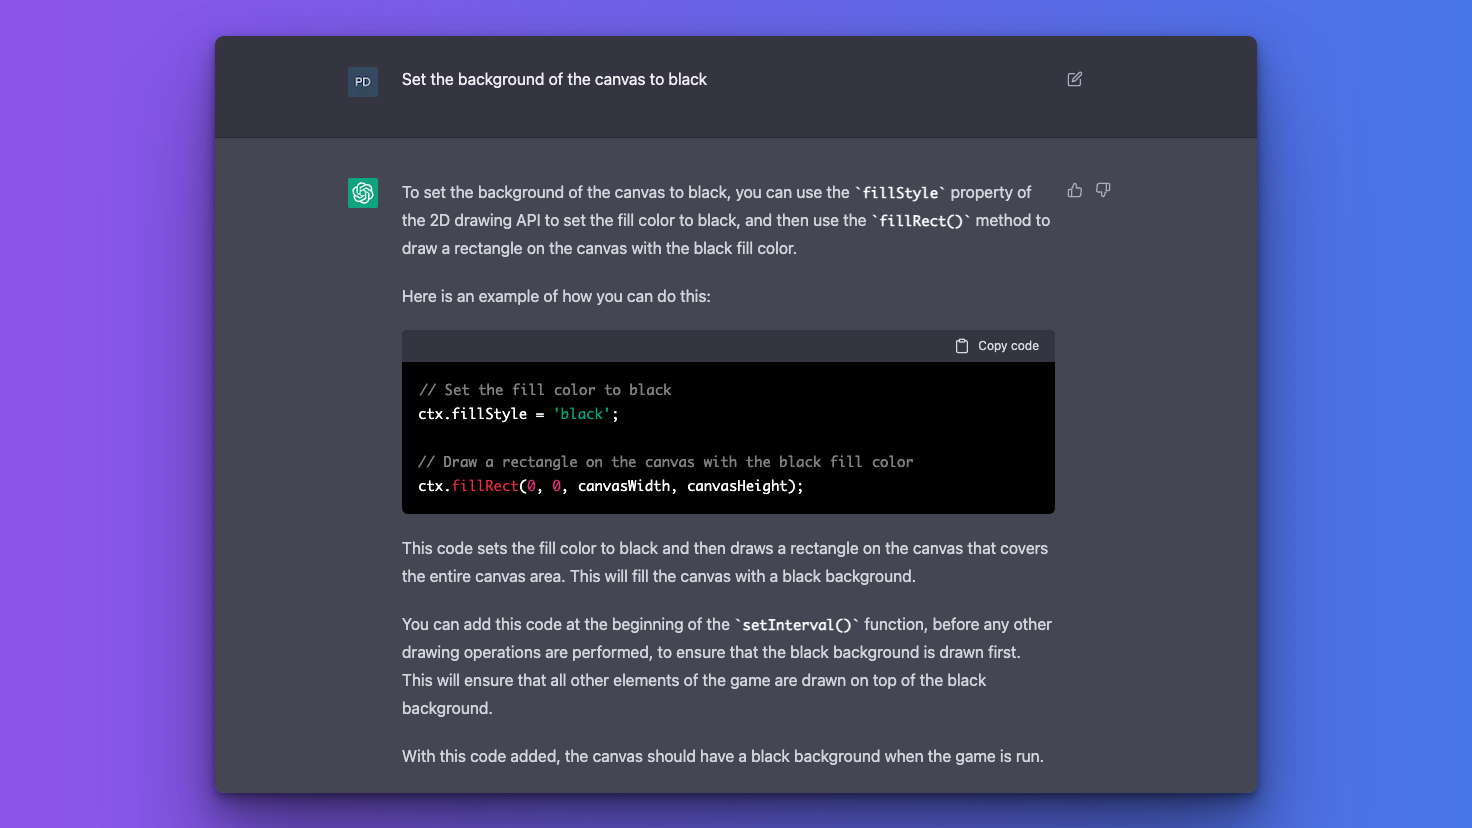 PD
Set the background of the canvas to black
To set the background of the canvas to black, you can use the `fillStyle` property of
the 2D drawing API to set the fill color to black, and then use the `fillRect()` method to
draw a rectangle on the canvas with the black fill color.
Here is an example of how you can do this:
Copy code
// Set the fill color to black
ctx.fillStyle = 'black';
// Draw a rectangle on the canvas with the black fill color
ctx.fillRect(0, 0, canvasWidth, canvasHeight);
This code sets the fill color to black and then draws a rectangle on the canvas that covers
the entire canvas area. This will fill the canvas with a black background.
You can add this code at the beginning of the `setInterval()` function, before any other
drawing operations are performed, to ensure that the black background is drawn first.
This will ensure that all other elements of the game are drawn on top of the black
background.
With this code added, the canvas should have a black background when the game is run.